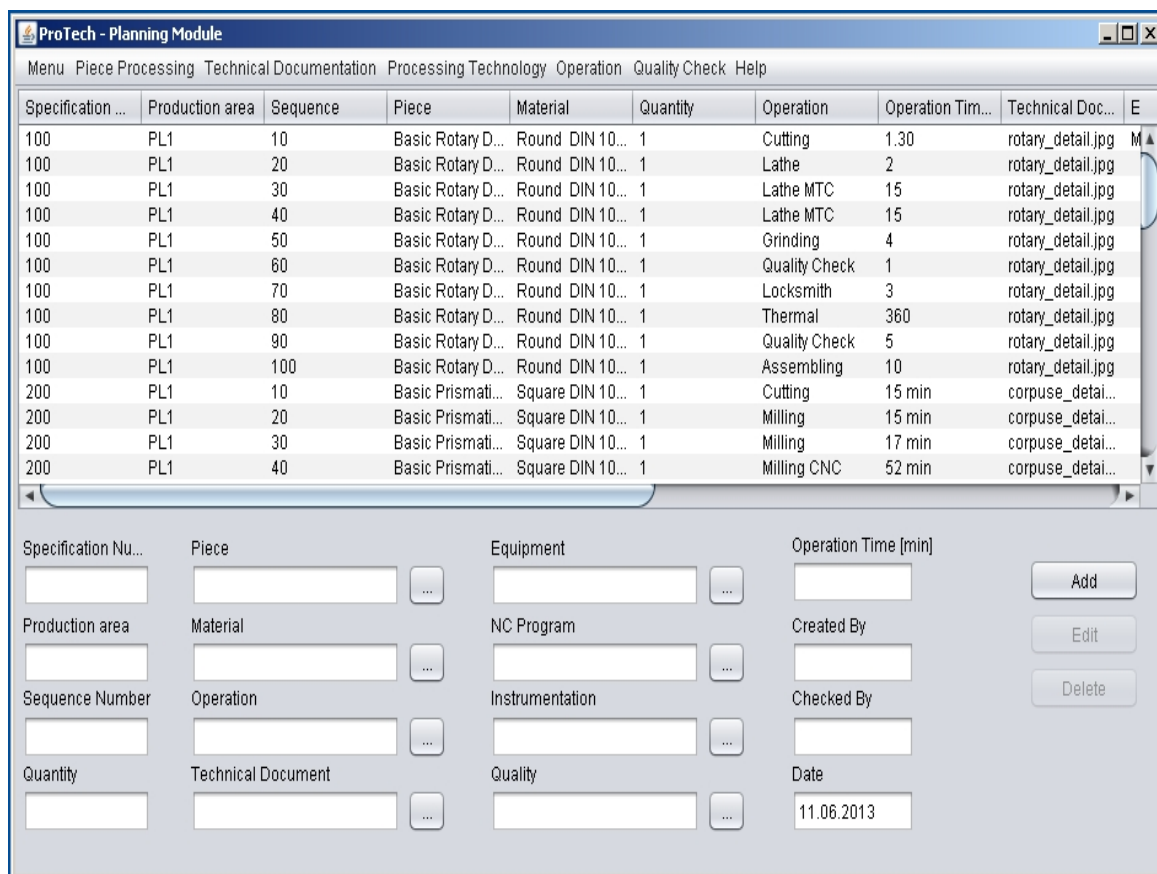 ProTech - Planning Module
Menu Piece Processing Technical Documentation Processing Technology Operation Quality Check Help
Specification ... Production area Sequence Piece Material Quantity Operation Operation Tim... Technical Doc... E
100 PL1 10 Basic Rotary D... Round DIN 10... 1 Cutting 1.30 rotary_detail.jpg M
100 PL1 20 Basic Rotary D... Round DIN 10... 1 Lathe 2 rotary_detail.jpg
100 PL1 30 Basic Rotary D... Round DIN 10... 1 Lathe MTC 15 rotary_detail.jpg
100 PL1 40 Basic Rotary D... Round DIN 10... 1 Lathe MTC 15 rotary_detail.jpg
100 PL1 50 Basic Rotary D... Round DIN 10... 1 Grinding 4 rotary_detail.jpg
100 PL1 60 Basic Rotary D... Round DIN 10... 1 Quality Check 1 rotary_detail.jpg
100 PL1 70 Basic Rotary D... Round DIN 10... 1 Locksmith 3 rotary_detail.jpg
100 PL1 80 Basic Rotary D... Round DIN 10... 1 Thermal 360 rotary_detail.jpg
100 PL1 90 Basic Rotary D... Round DIN 10... 1 Quality Check 5 rotary_detail.jpg
100 PL1 100 Basic Rotary D... Round DIN 10... 1 Assembling 10 rotary_detail.jpg
200 PL1 10 Basic Prismati... Square DIN 10... 1 Cutting 15 min corpuse_detai...
200 PL1 20 Basic Prismati... Square DIN 10... 1 Milling 15 min corpuse_detai...
200 PL1 30 Basic Prismati... Square DIN 10... 1 Milling 17 min corpuse_detai...
200 PL1 40 Basic Prismati... Square DIN 10... 1 Milling CNC 52 min corpuse_detai...
Specification Nu... Piece Equipment Operation Time [min]
... ... Add
Production area Material NC Program Created By
... ... Edit
Sequence Number Operation Instrumentation Checked By
... ... Delete
Quantity Technical Document Quality Date
... ... 11.06.2013